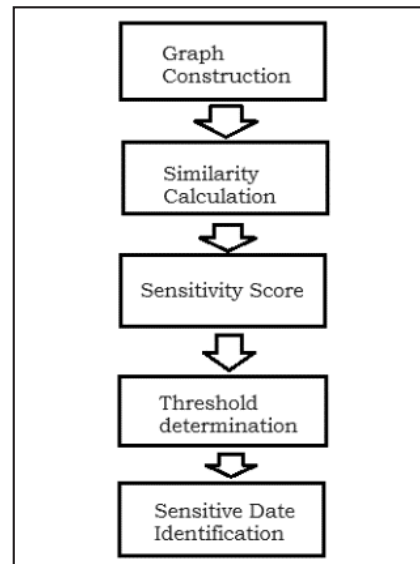 Graph
Construction
Similarity
Calculation
Sensitivity Score
Threshold
determination
Sensitive Date
Identification